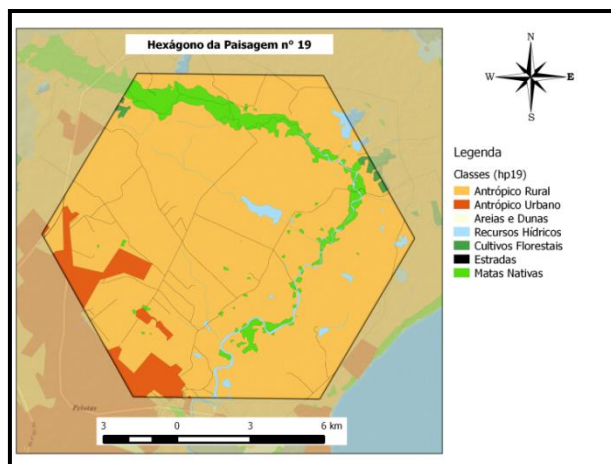 Hexágono da Paisagem n° 19
N
W
E
S
Legenda
Classes (hp19)
Antrópico Rural
Antrópico Urbano
Areias e Dunas
Recursos Hídricos
Cultivos Florestais
Estradas
Matas Nativas
Pelotas
3 0 3 6 km